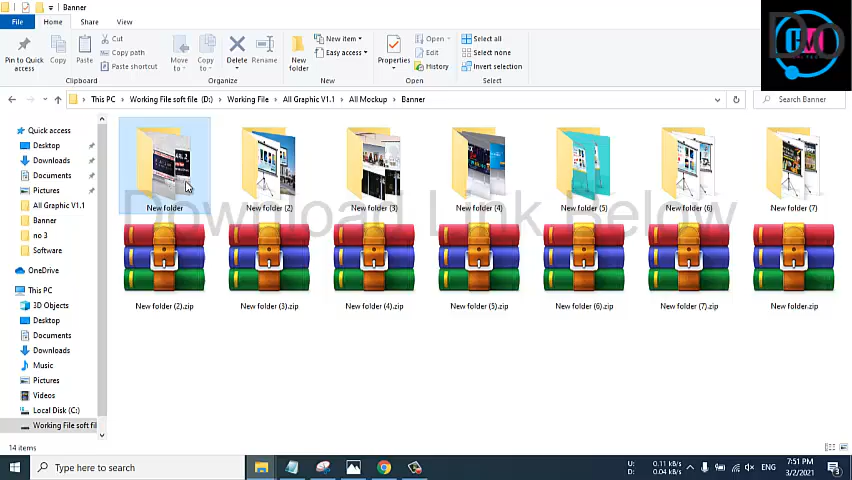 Banner
File
Home
Share
View
Pin to Quick access
Copy
Paste
Cut
Copy path
Paste shortcut
Clipboard
Move to
Copy to
Delete
Rename
Organize
New folder
New item
Easy access
New
Properties
Open
Edit
History
Open
Select all
Select none
Invert selection
Select
This PC
Working File soft file (D:)
Working File
All Graphic V1.1
All Mockup
Banner
Search Banner
Quick access
Desktop
Downloads
Documents
Pictures
All Graphic V1.1
Banner
no 3
Software
OneDrive
This PC
3D Objects
Desktop
Documents
Downloads
Music
Pictures
Videos
Local Disk (C:)
Working File soft fil
New folder
New folder (2)
New folder (3)
New folder (4)
New folder (5)
New folder (6)
New folder (7)
Download Link Below
New folder (2).zip
New folder (3).zip
New folder (4).zip
New folder (5).zip
New folder (6).zip
New folder (7).zip
New folder.zip
14 items
Type here to search
U: 0.11 kB/s
D: 0.04 kB/s
ENG
7:51 PM
3/2/2021